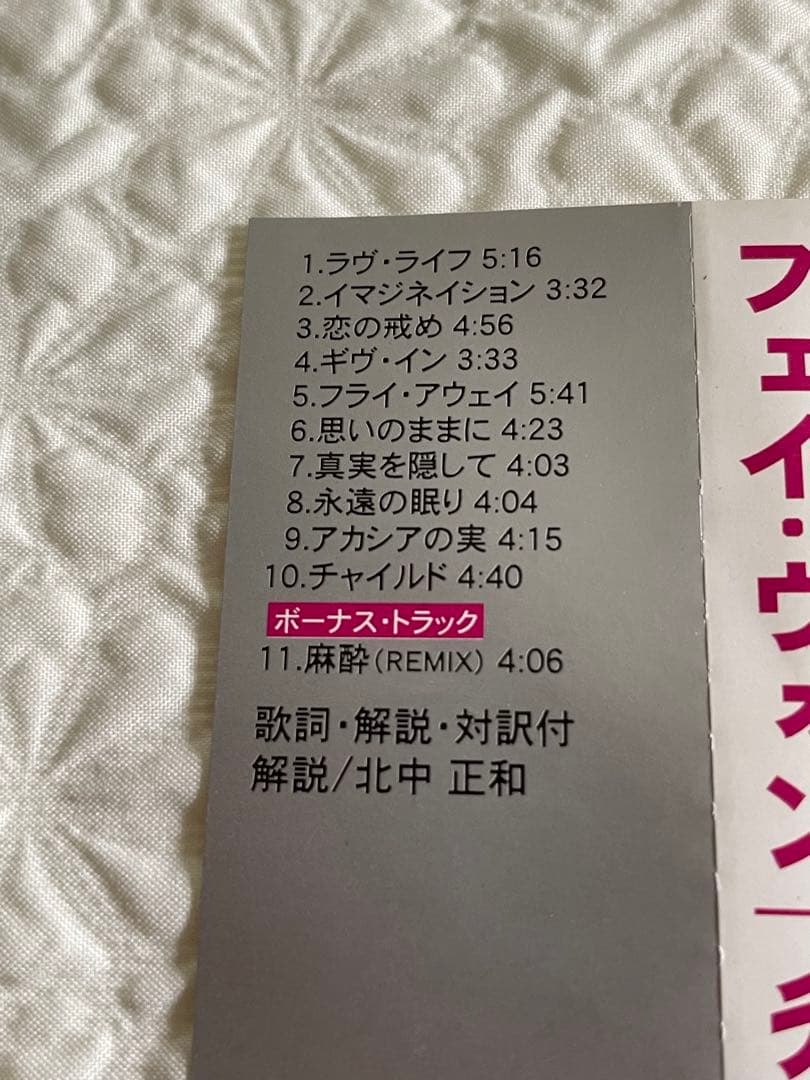 1.ラヴ・ライフ 5:16
2.イマジネイション 3:32
3.恋の戒め 4:56
4.ギヴ・イン 3:33
5.フライ・アウェイ 5:41
6.思いのままに 4:23
7.真実を隠して 4:03
8.永遠の眠り 4:04
9.アカシアの実 4:15
10.チャイルド 4:40
ボーナス・トラック
11.麻酔(REMIX) 4:06
歌詞・解説・対訳付
解説/北中 正和
フェイ・ウォン